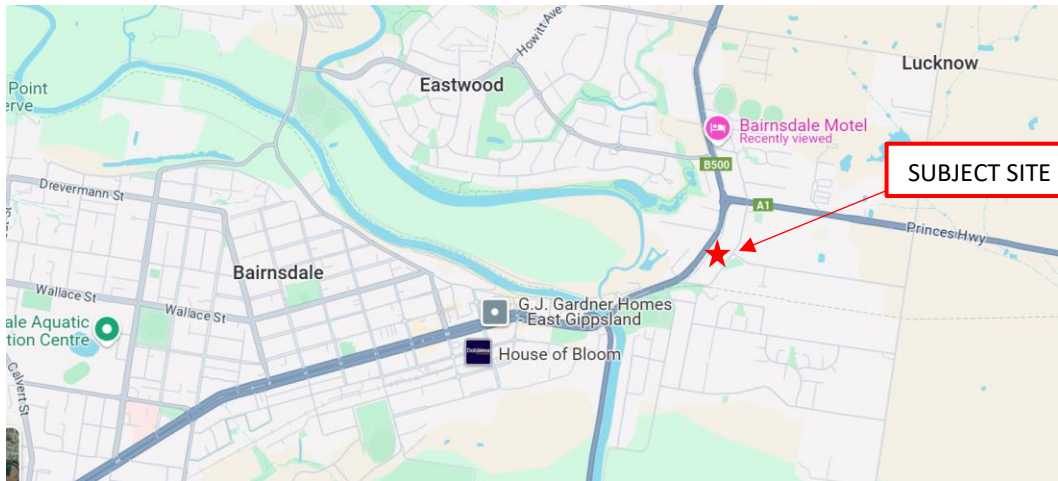 Howitt Ave
Lucknow
Eastwood
Point
erve
Bairnsdale Motel
Recently viewed
B500
SUBJECT SITE
Drevermann St
A1
Princes Hwy
Bairnsdale
Wallace St
Wallace St
G.J. Gardner Homes
- East Gippsland
ale Aquatic
tion Centre
House of Bloom
Calvert St